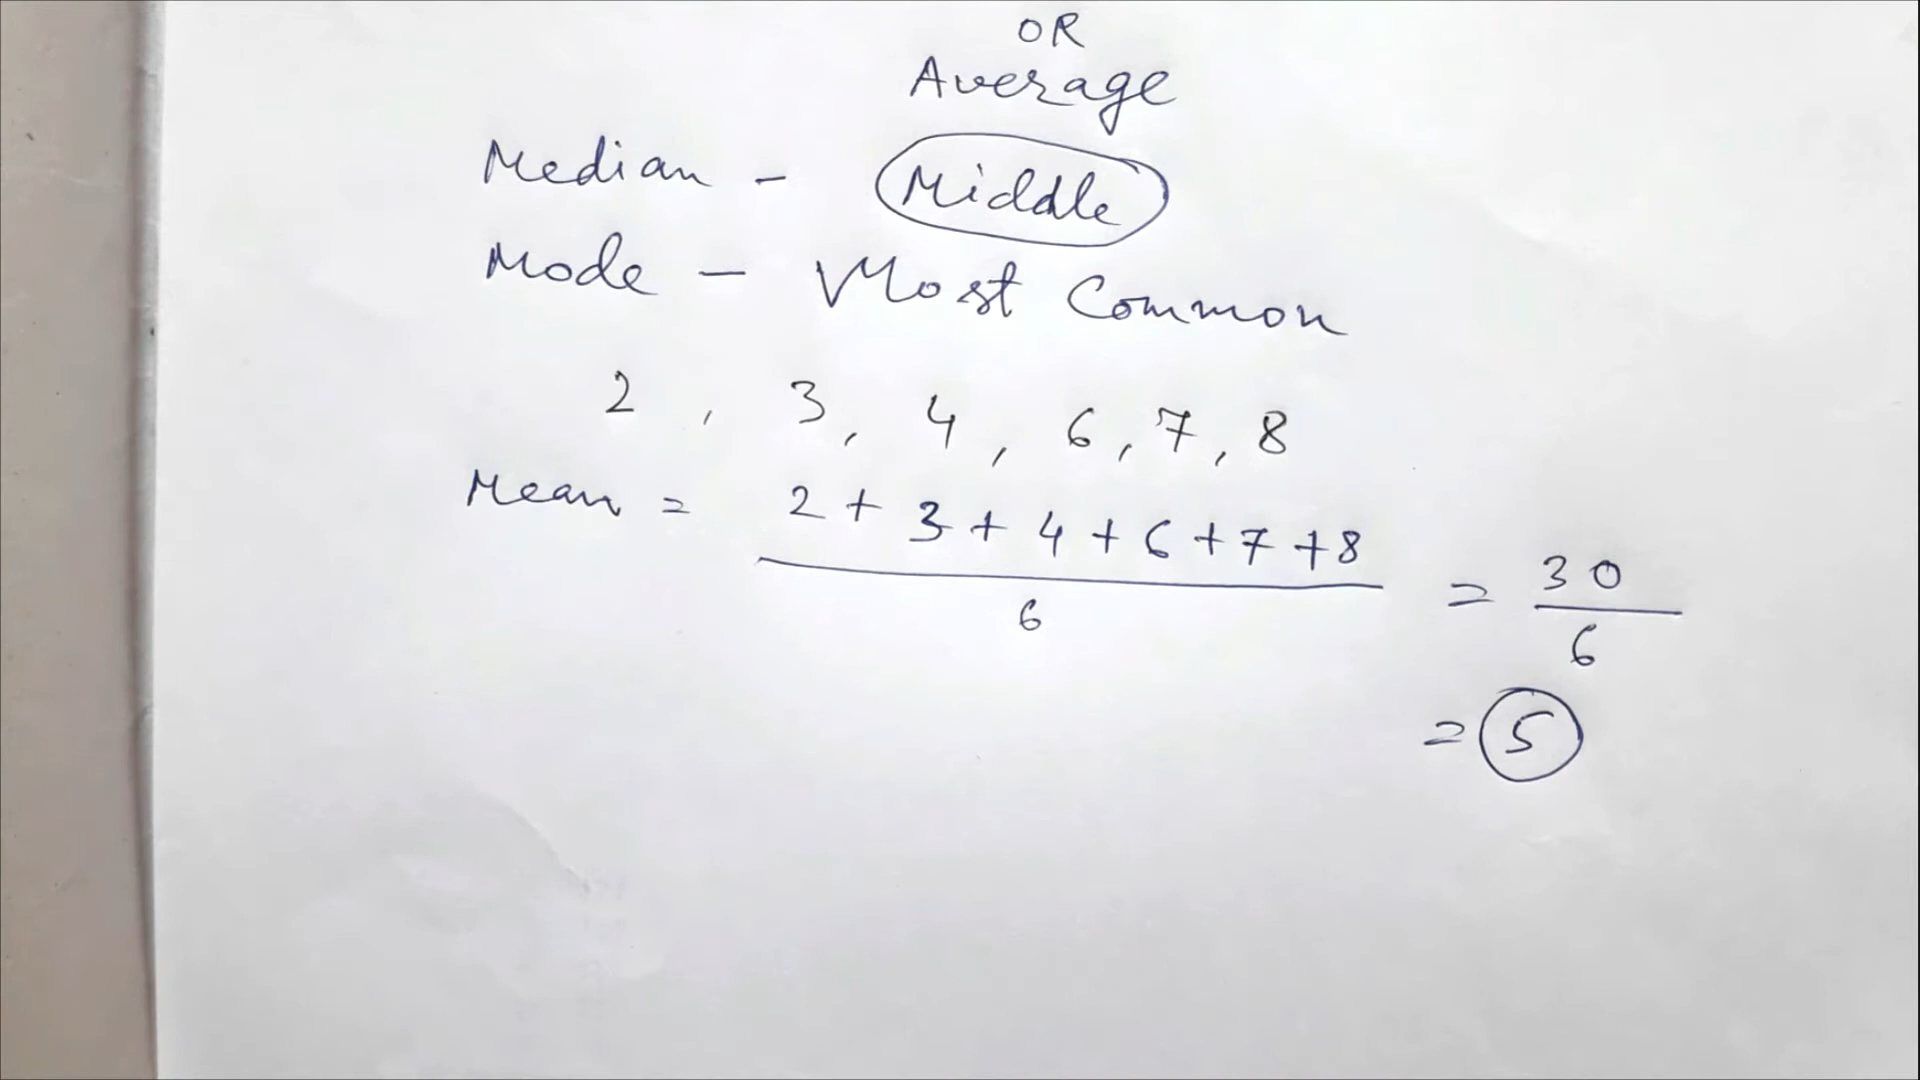 OR
Average
Median - Middle
Mode - Most Common
2, 3, 4, 6, 7, 8
Mean = 2 + 3 + 4 + 6 + 7 + 8 = 30
6 6
= 5